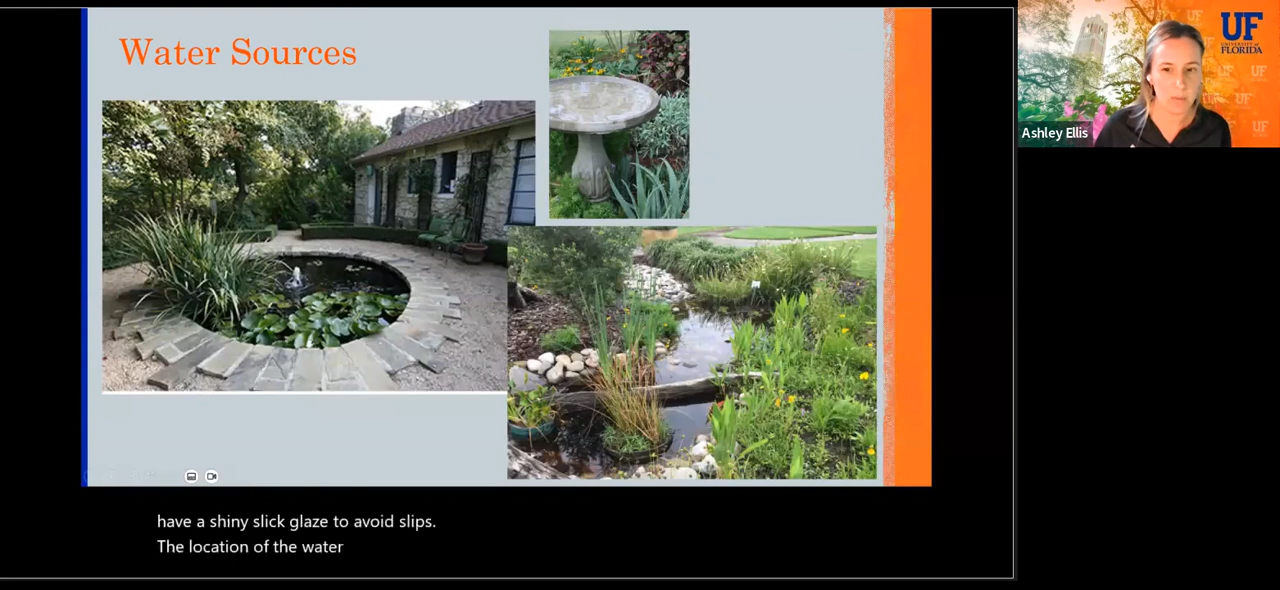 Water Sources
UF
UNIVERSITY of
FLORIDA
Ashley Ellis
have a shiny slick glaze to avoid slips.
The location of the water